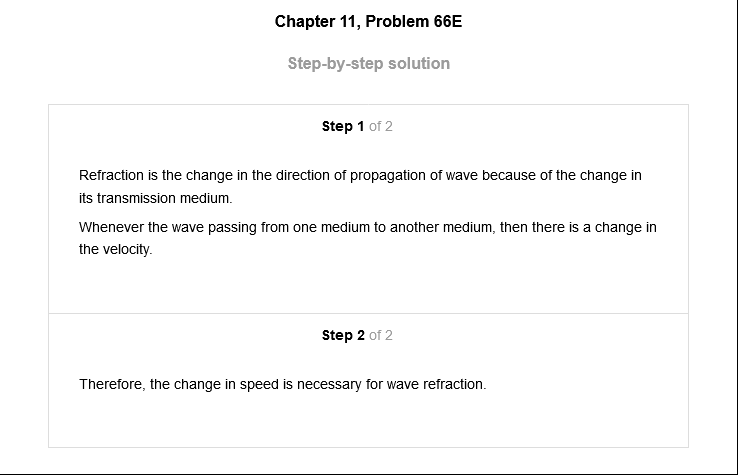 Chapter 11, Problem 66E
Step-by-step solution
Step 1 of 2
Refraction is the change in the direction of propagation of wave because of the change in
its transmission medium.
Whenever the wave passing from one medium to another medium, then there is a change in
the velocity.
Step 2 of 2
Therefore, the change in speed is necessary for wave refraction.